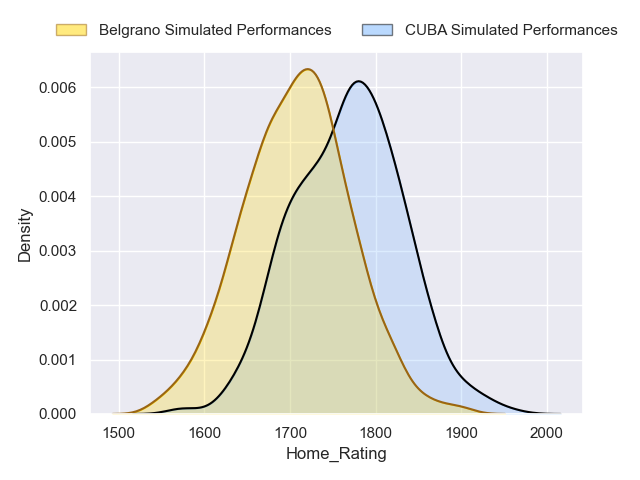 Belgrano Simulated Performances CUBA Simulated Performances
0.006
0.005
0.004
0.003
0.002
0.001
0.000
Density
1500 1600 1700 1800 1900 2000
Home_Rating